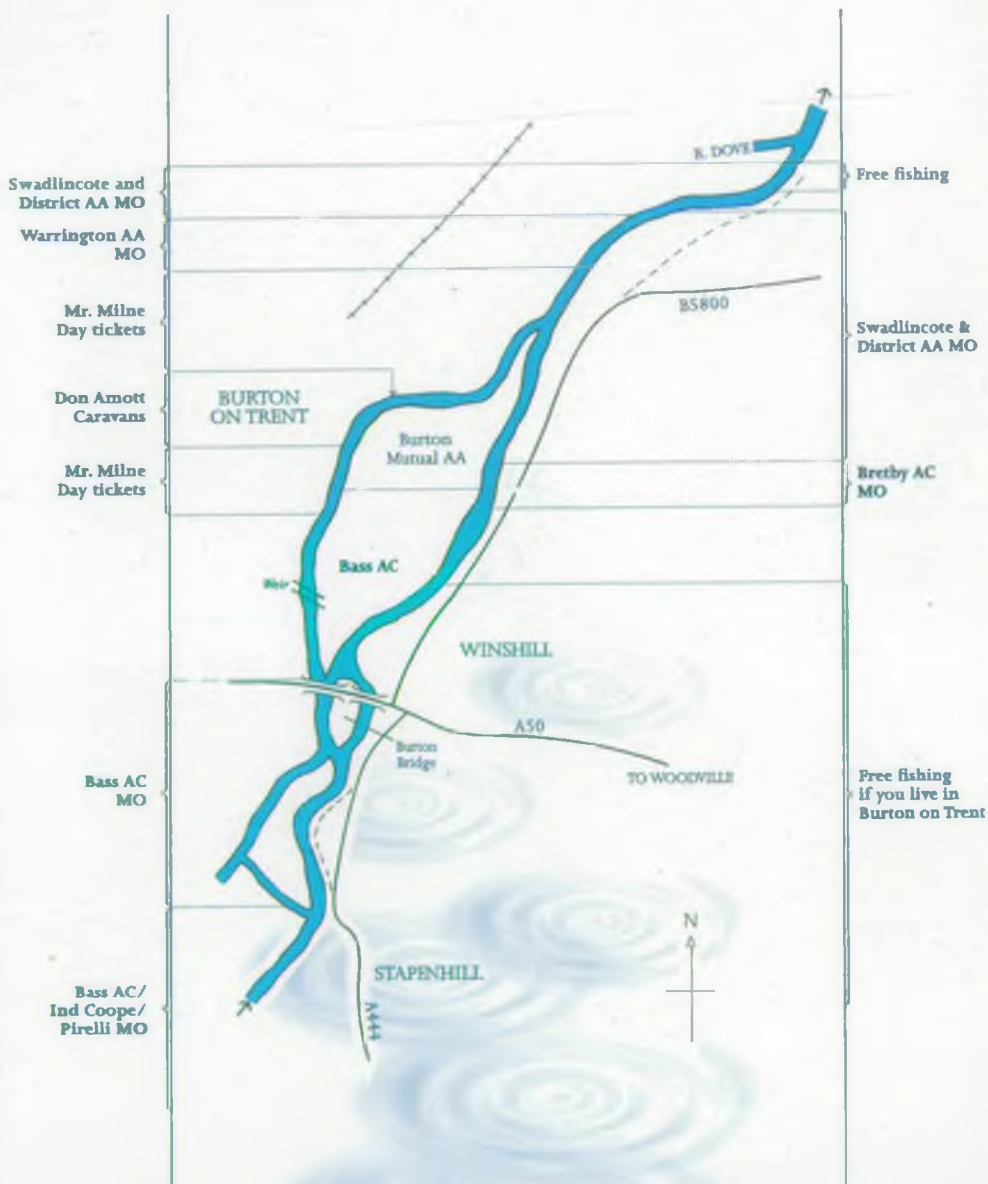 R. DOVE
Swadlincote and
District AA MO
Free fishing
Warrington AA
MO
B5800
Mr. Milne
Day tickets
Swadlincote &
District AA MO
Don Amott
Caravans
BURTON
ON TRENT
Burton
Mutual AA
Mr. Milne
Day tickets
Bretby AC
MO
Bass AC
Weir
WINSHILL
A50
Burton
Bridge
TO WOODVILLE
Bass AC
MO
Free fishing
if you live in
Burton on Trent
N
STAPENHILL
Bass AC/
Ind Coope/
Pirelli MO
A444